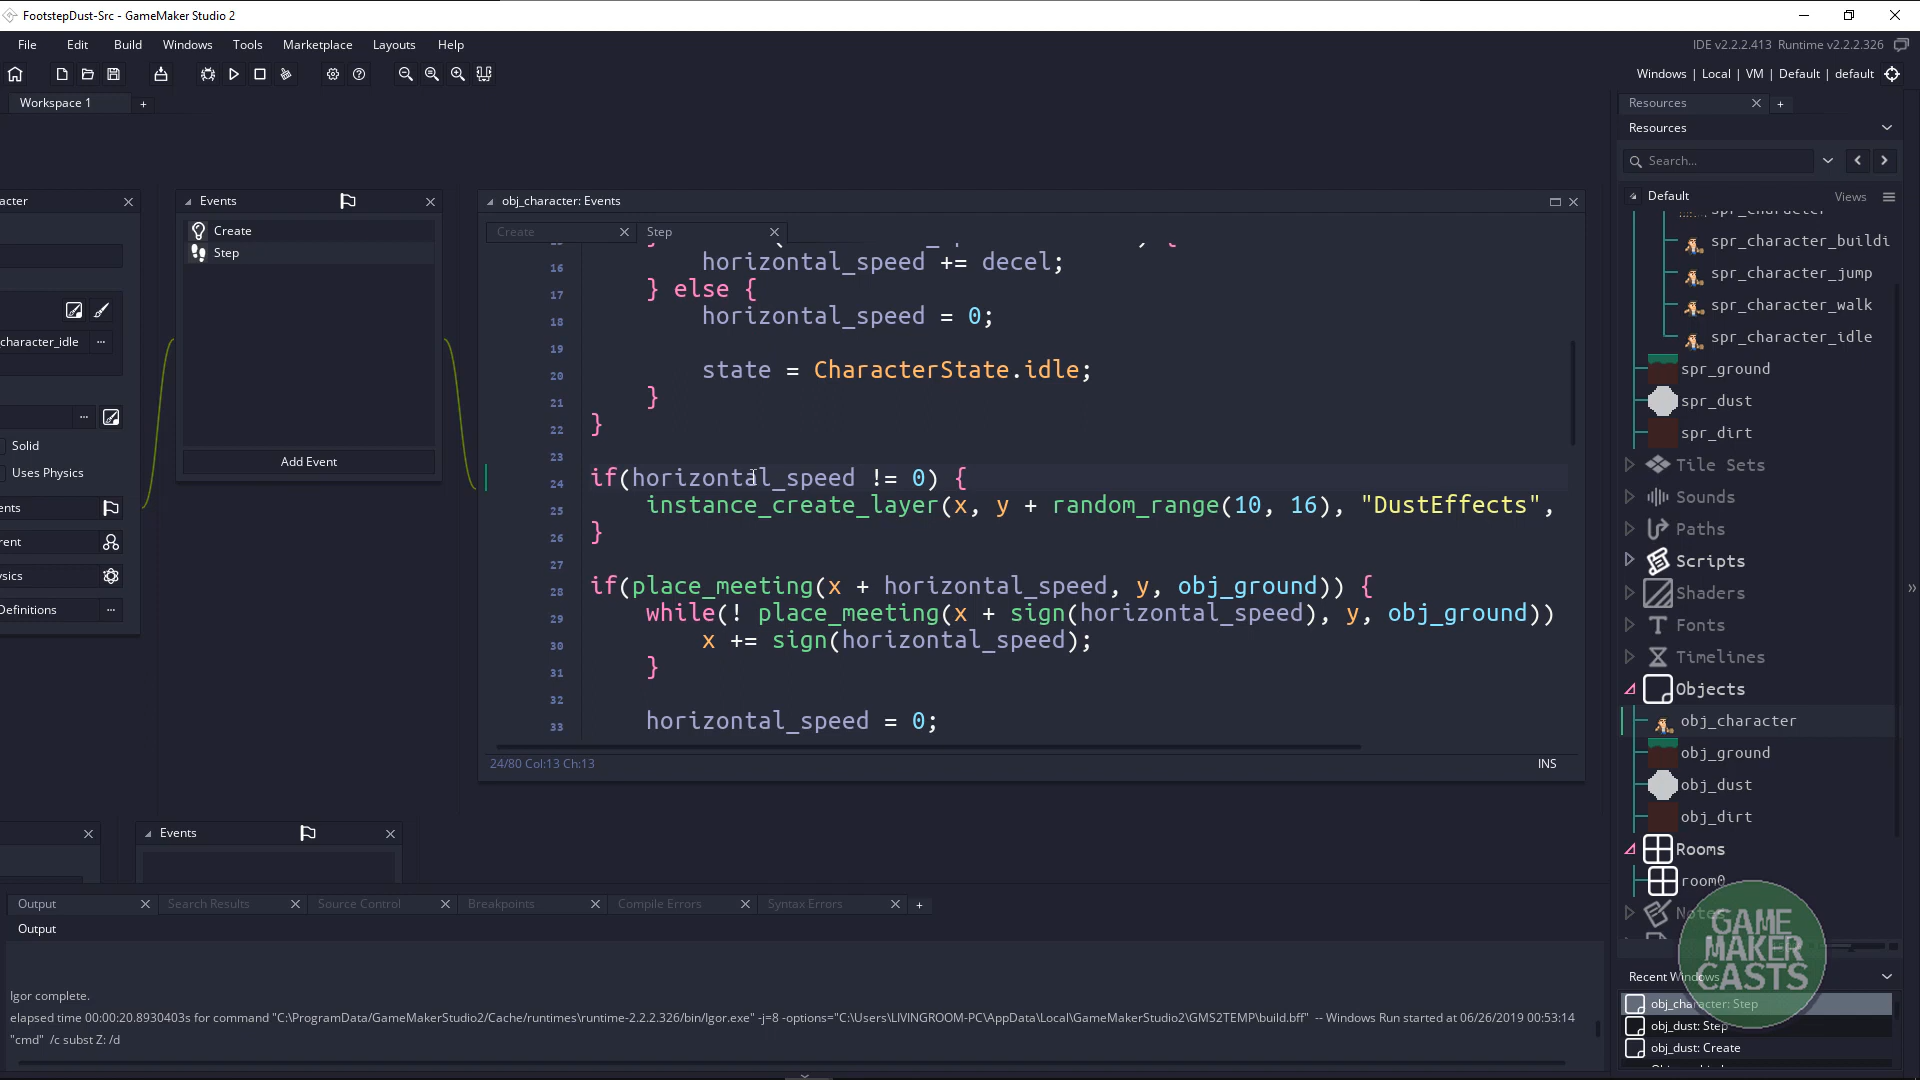 FootstepDust-Src - GameMaker Studio 2
File Edit Build Windows Tools Marketplace Layouts Help
IDE v2.2.2.413 Runtime v2.2.2.326
Windows | Local | VM | Default | default
Workspace 1
Resources
Resources
Search...
Default
Views
spr_character
spr_character_buildi
spr_character_jump
spr_character_walk
spr_character_idle
spr_ground
spr_dust
spr_dirt
Tile Sets
Sounds
Paths
Scripts
Shaders
Fonts
Timelines
Objects
obj_character
obj_ground
obj_dust
obj_dirt
Rooms
room0
GAME
MAKER
CASTS
Recent Windows
obj_character: Step
obj_dust: Step
obj_dust: Create
racter
character_idle
Solid
Uses Physics
ents
rent
sics
Definitions
Events
Create
Step
Add Event
obj_character: Events
Create
Step
16 horizontal_speed += decel;
17 } else {
18 horizontal_speed = 0;
19
20 state = CharacterState.idle;
21 }
22 }
23
24 if(horizontal_speed != 0) {
25 instance_create_layer(x, y + random_range(10, 16), "DustEffects",
26 }
27
28 if(place_meeting(x + horizontal_speed, y, obj_ground)) {
29 while(! place_meeting(x + sign(horizontal_speed), y, obj_ground))
30 x += sign(horizontal_speed);
31 }
32
33 horizontal_speed = 0;
24/80 Col:13 Ch:13
INS
Events
Output Search Results Source Control Breakpoints Compile Errors Syntax Errors
Output
Igor complete.
elapsed time 00:00:20.8930403s for command "C:\ProgramData/GameMakerStudio2/Cache/runtimes\runtime-2.2.2.326/bin/Igor.exe" -j=8 -options="C:\Users\LIVINGROOM-PC\AppData\Local\GameMakerStudio2\GMS2TEMP\build.bff" -- Windows Run started at 06/26/2019 00:53:14
"cmd" /c subst Z: /d